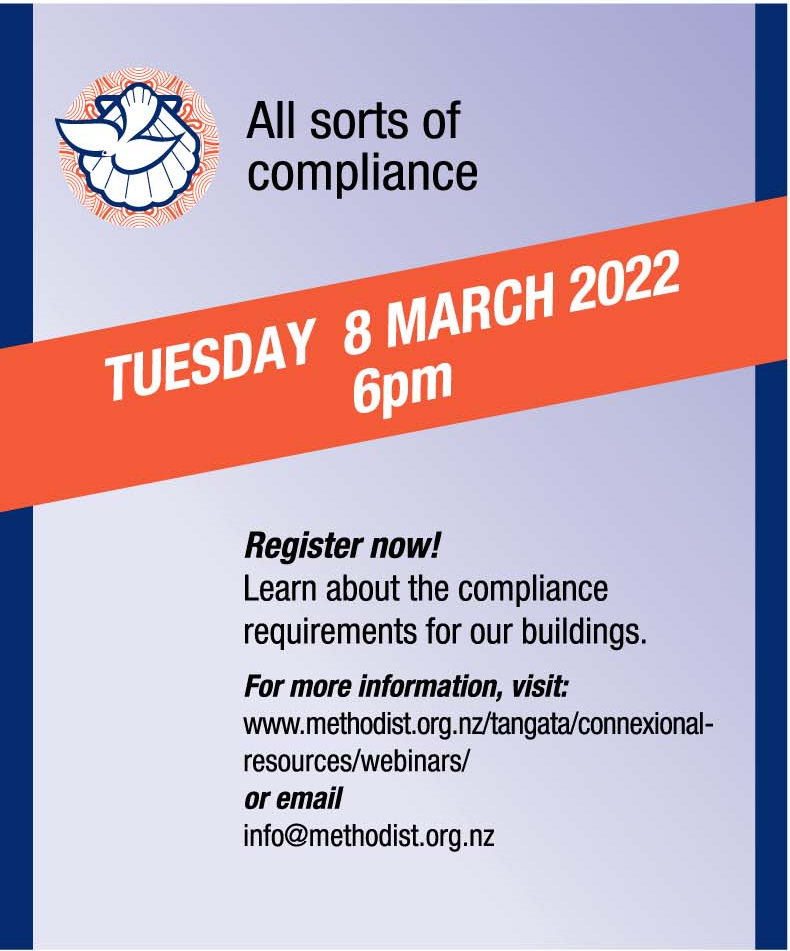 All sorts of
compliance
TUESDAY 8 MARCH 2022
6pm
Register now!
Learn about the compliance
requirements for our buildings.
For more information, visit:
www.methodist.org.nz/tangata/connexional-
resources/webinars/
or email
info@methodist.org.nz